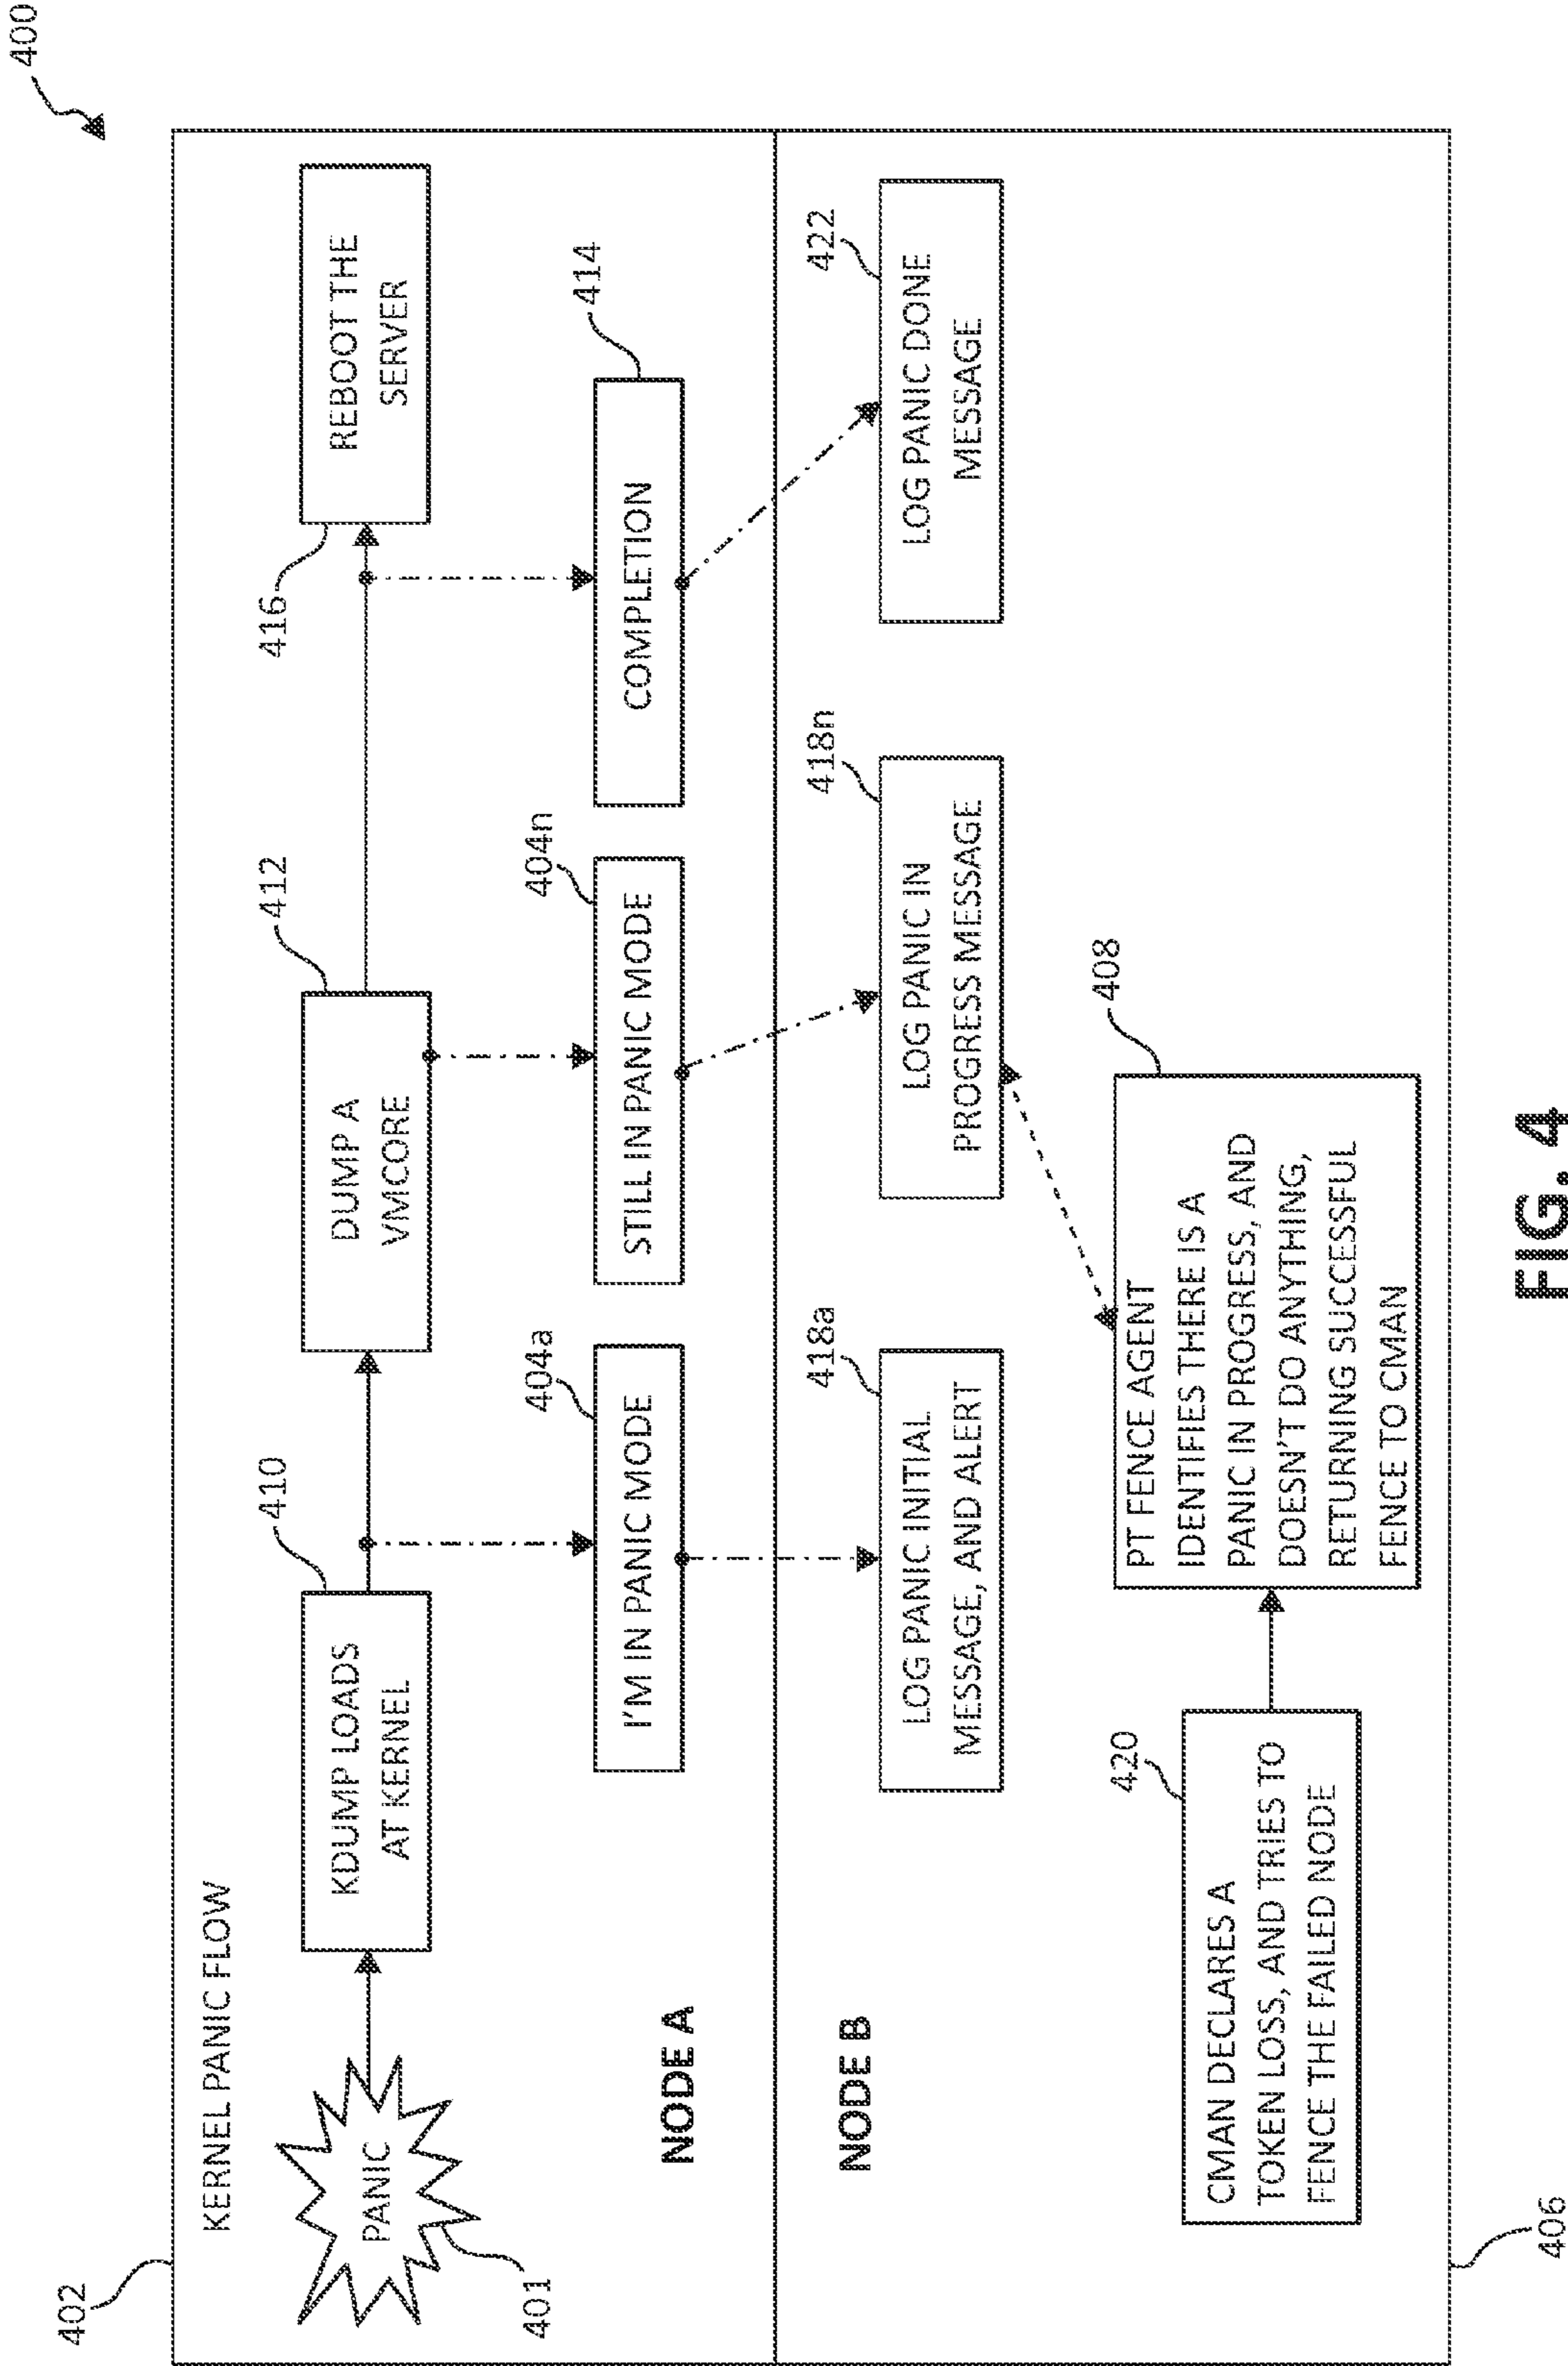 400
402
KERNEL PANIC FLOW
PANIC
401
410
KDUMP LOADS
AT KERNEL
412
DUMP A
VMCORE
416
REBOOT THE
SERVER
NODE A
404a
I'M IN PANIC MODE
404n
STILL IN PANIC MODE
414
COMPLETION
NODE B
418a
LOG PANIC INITIAL
MESSAGE, AND ALERT
418n
LOG PANIC IN
PROGRESS MESSAGE
422
LOG PANIC DONE
MESSAGE
420
CMAN DECLARES A
TOKEN LOSS, AND TRIES TO
FENCE THE FAILED NODE
408
PT FENCE AGENT
IDENTIFIES THERE IS A
PANIC IN PROGRESS, AND
DOESN'T DO ANYTHING,
RETURNING SUCCESSFUL
FENCE TO CMAN
406
FIG. 4